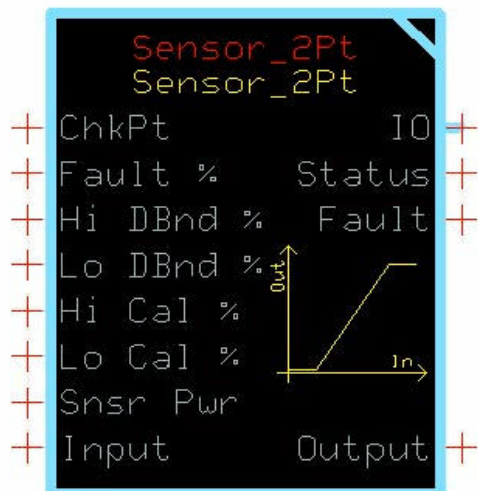 Sensor_2Pt
Sensor_2Pt
ChkPt IO
Fault % Status
Hi DBnd % Fault
Lo DBnd %
Out
Hi Cal %
Lo Cal % In
Snsr Pwr
Input Output